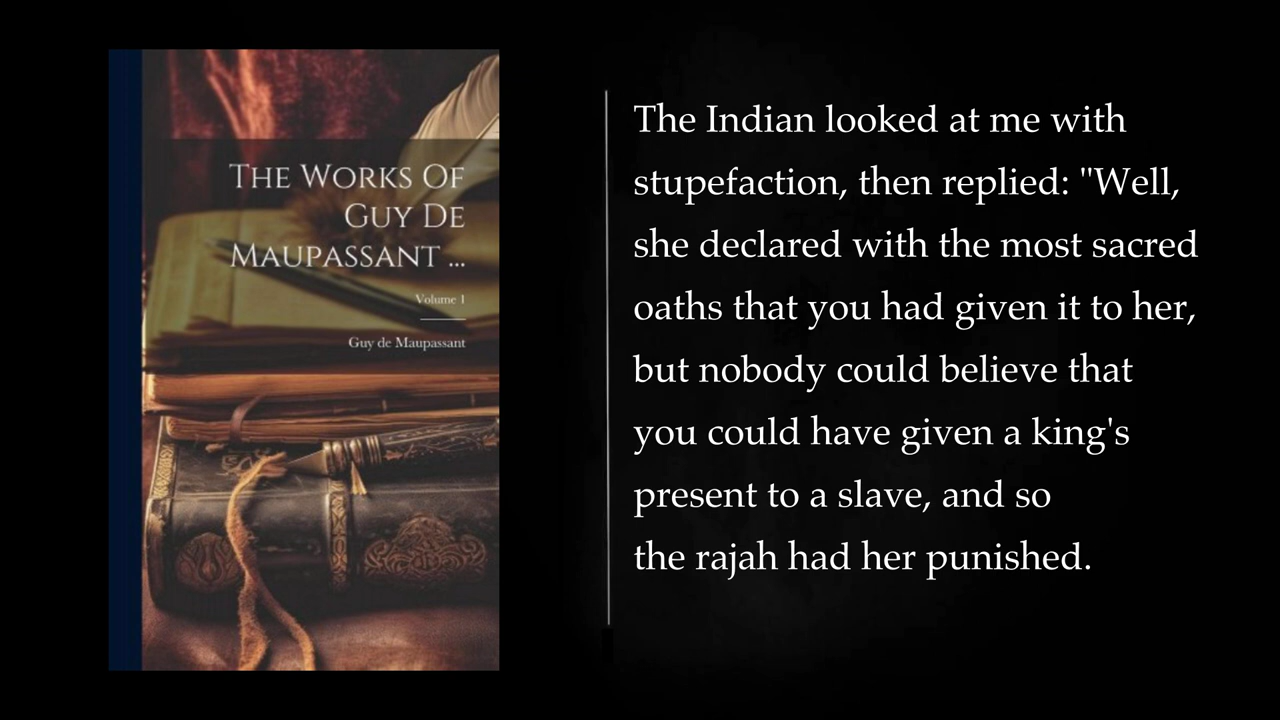 THE WORKS OF
GUY DE
MAUPASSANT ...
Volume 1
Guy de Maupassant
The Indian looked at me with
stupefaction, then replied: "Well,
she declared with the most sacred
oaths that you had given it to her,
but nobody could believe that
you could have given a king's
present to a slave, and so
the rajah had her punished.